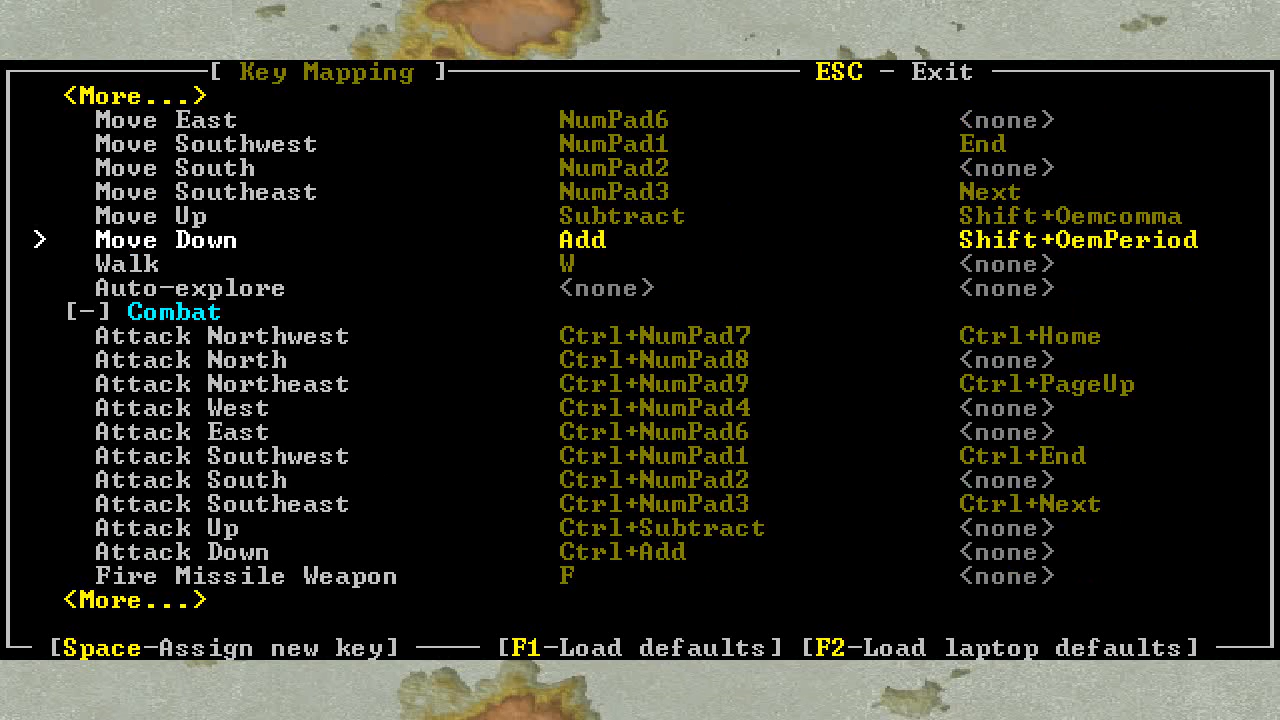 [ Key Mapping ] ESC - Exit
<More...>
Move East NumPad6 <none>
Move Southwest NumPad1 End
Move South NumPad2 <none>
Move Southeast NumPad3 Next
Move Up Subtract Shift+Oemcomma
> Move Down Add Shift+OemPeriod
Walk W <none>
Auto-explore <none> <none>
[-] Combat
Attack Northwest Ctrl+NumPad7 Ctrl+Home
Attack North Ctrl+NumPad8 <none>
Attack Northeast Ctrl+NumPad9 Ctrl+PageUp
Attack West Ctrl+NumPad4 <none>
Attack East Ctrl+NumPad6 <none>
Attack Southwest Ctrl+NumPad1 Ctrl+End
Attack South Ctrl+NumPad2 <none>
Attack Southeast Ctrl+NumPad3 Ctrl+Next
Attack Up Ctrl+Subtract <none>
Attack Down Ctrl+Add <none>
Fire Missile Weapon F <none>
<More...>
[Space-Assign new key] [F1-Load defaults] [F2-Load laptop defaults]